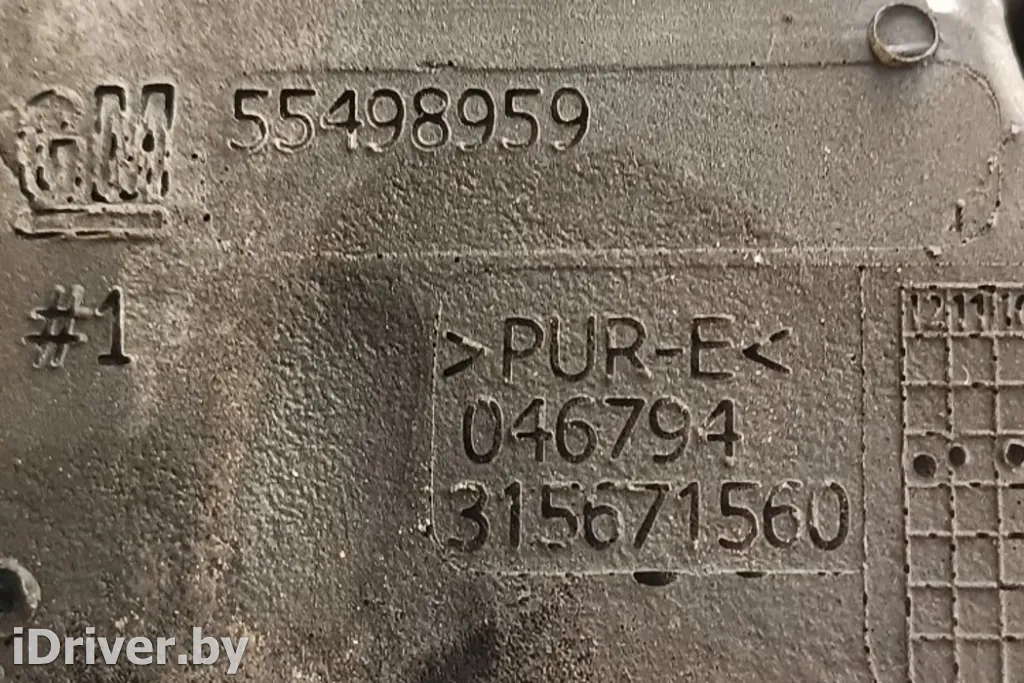 GM 55498959
#1
>PUR-E<
046794
315671560
12 11 10
iDriver.by